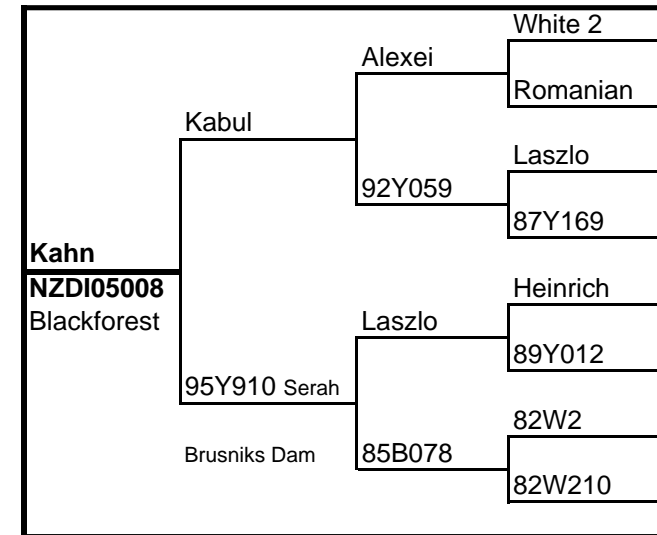 White 2
Alexei
Romanian
Kabul
Laszlo
92Y059
87Y169
Kahn
NZDI05008
Blackforest
Heinrich
Laszlo
89Y012
95Y910 Serah
82W2
Brusniks Dam
85B078
82W210